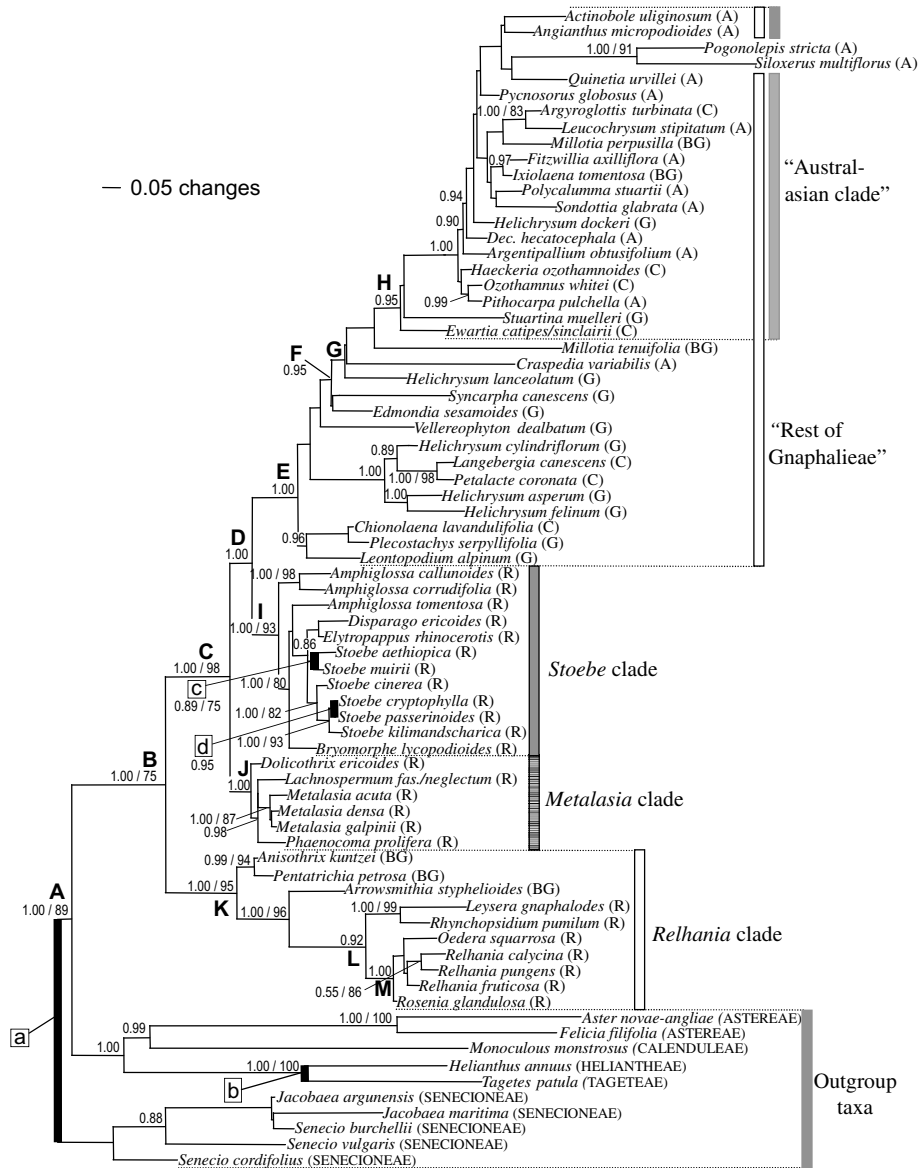 Actinobole uliginosum (A)
Angianthus micropodioides (A)
1.00 / 91
Pogonolepis stricta (A)
Siloxerus multiflorus (A)
Quinetia urvillei (A)
Pycnosorus globosus (A)
1.00 / 83
Argyroglottis turbinata (C)
Leucochrysum stipitatum (A)
Millotia perpusilla (BG)
0.97
Fitzwillia axilliflora (A)
Ixiolaena tomentosa (BG)
Polycalumma stuartii (A)
Sondottia glabrata (A)
0.94
Helichrysum dockeri (G)
0.90
Dec. hecatocephala (A)
1.00
Argentipallium obtusifolium (A)
Haeckeria ozothamnoides (C)
Ozothamnus whitei (C)
0.99
Pithocarpa pulchella (A)
H
0.95
Stuartina muelleri (G)
Ewartia catipes/sinclairii (C)
“Austral-
asian clade”
0.05 changes
Millotia tenuifolia (BG)
G
Craspedia variabilis (A)
F
0.95
Helichrysum lanceolatum (G)
Syncarpha canescens (G)
Edmondia sesamoides (G)
Vellereophyton dealbatum (G)
0.89
Helichrysum cylindriflorum (G)
Langebergia canescens (C)
1.00
1.00 / 98
Petalacte coronata (C)
1.00
Helichrysum asperum (G)
Helichrysum felinum (G)
E
1.00
Chionolaena lavandulifolia (C)
0.96
Plecostachys serpyllifolia (G)
Leontopodium alpinum (G)
“Rest of
Gnaphalieae”
D
1.00
1.00 / 98
Amphiglossa callunoides (R)
Amphiglossa corrudifolia (R)
I
1.00 / 93
Amphiglossa tomentosa (R)
Disparago ericoides (R)
Elytropappus rhinocerotis (R)
0.86
Stoebe aethiopica (R)
Stoebe muirii (R)
c
1.00 / 80
Stoebe cinerea (R)
1.00 / 82
Stoebe cryptophylla (R)
Stoebe passerinoides (R)
d
1.00 / 93
Stoebe kilimandscharica (R)
Bryomorphe lycopodioides (R)
Stoebe clade
C
1.00 / 98
0.89 / 75
0.95
J
1.00
Dolicothrix ericoides (R)
Lachnospermum fas./neglectum (R)
Metalasia acuta (R)
1.00 / 87
Metalasia densa (R)
0.98
Metalasia galpinii (R)
Phaenocoma prolifera (R)
Metalasia clade
B
1.00 / 75
0.99 / 94
Anisothrix kuntzei (BG)
Pentatrichia petrosa (BG)
1.00 / 95
K
Arrowsmithia styphelioides (BG)
1.00 / 96
1.00 / 99
Leysera gnaphalodes (R)
Rhynchopsidium pumilum (R)
0.92
L
Oedera squarrosa (R)
Relhania calycina (R)
1.00
Relhania pungens (R)
0.55 / 86
M
Relhania fruticosa (R)
Rosenia glandulosa (R)
Relhania clade
A
1.00 / 89
a
1.00 / 100
Aster novae-angliae (ASTEREAE)
0.99
Felicia filifolia (ASTEREAE)
Monoculous monstrosus (CALENDULEAE)
1.00
1.00 / 100
Helianthus annuus (HELIANTHEAE)
b
Tagetes patula (TAGETEAE)
Jacobaea argunensis (SENECIONEAE)
0.88
Jacobaea maritima (SENECIONEAE)
Senecio burchellii (SENECIONEAE)
Senecio vulgaris (SENECIONEAE)
Senecio cordifolius (SENECIONEAE)
Outgroup
taxa